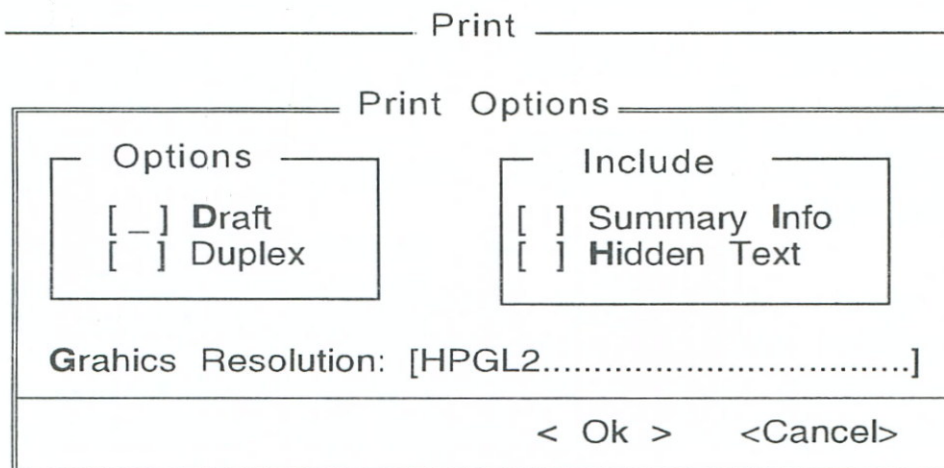 Print
Print Options
Options
Include
[ _ ] Draft
[ ] Summary Info
[ ] Duplex
[ ] Hidden Text
Grahics Resolution: [HPGL2....................................]
< Ok > <Cancel>